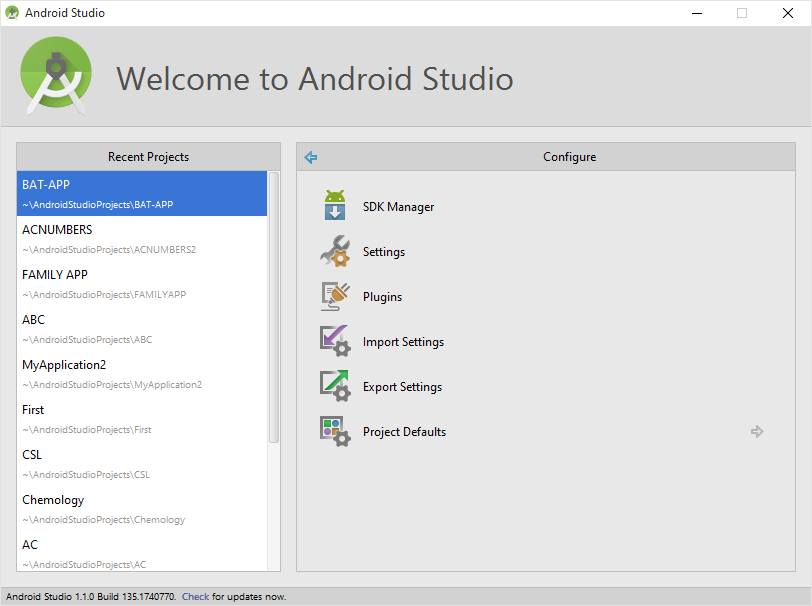 Android Studio
Welcome to Android Studio
Recent Projects
BAT-APP
~\AndroidStudioProjects\BAT-APP
ACNUMBERS
~\AndroidStudioProjects\ACNUMBERS2
FAMILY APP
~\AndroidStudioProjects\FAMILYAPP
ABC
~\AndroidStudioProjects\ABC
MyApplication2
~\AndroidStudioProjects\MyApplication2
First
~\AndroidStudioProjects\First
CSL
~\AndroidStudioProjects\CSL
Chemology
~\AndroidStudioProjects\Chemology
AC
~\AndroidStudioProjects\AC
Configure
SDK Manager
Settings
Plugins
Import Settings
Export Settings
Project Defaults
Android Studio 1.1.0 Build 135.1740770. Check for updates now.